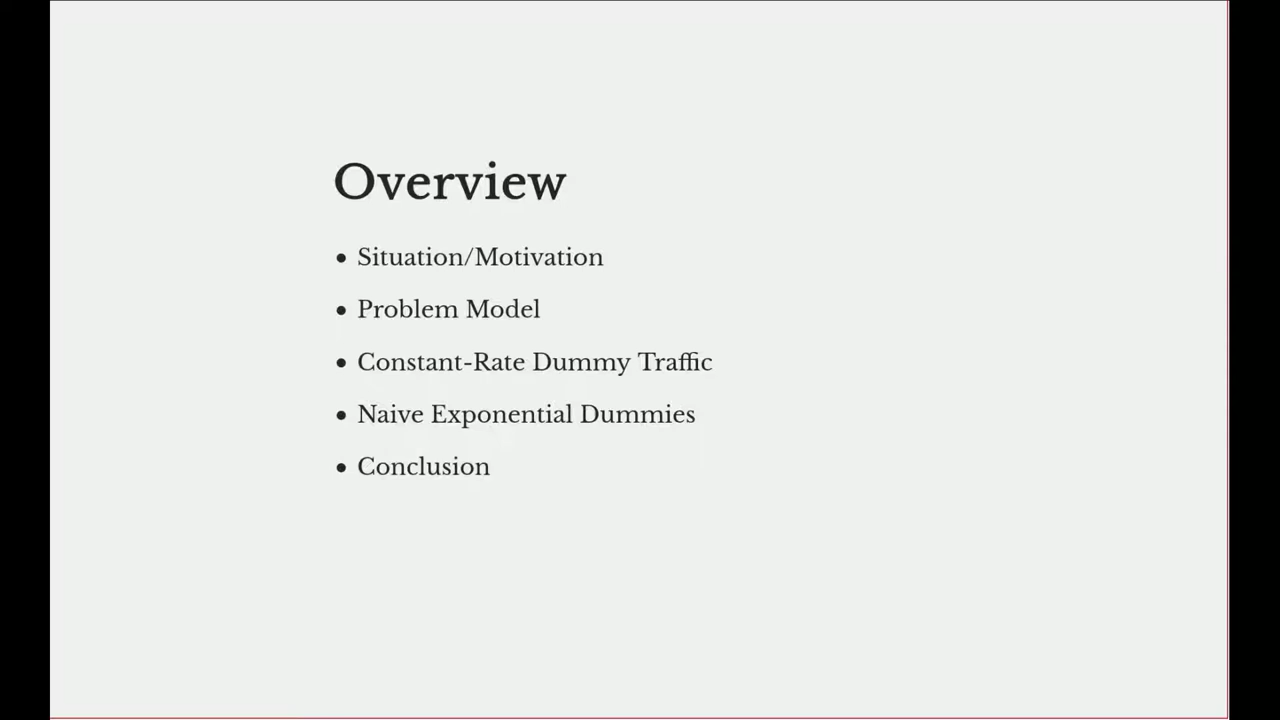 Overview
• Situation/Motivation
• Problem Model
• Constant-Rate Dummy Traffic
• Naive Exponential Dummies
• Conclusion